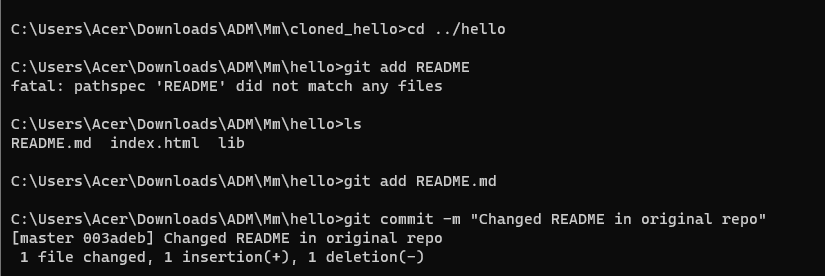 C:\Users\Acer\Downloads\ADM\Mm\cloned_hello>cd ../hello
C:\Users\Acer\Downloads\ADM\Mm\hello>git add README
fatal: pathspec 'README' did not match any files
C:\Users\Acer\Downloads\ADM\Mm\hello>ls
README.md  index.html  lib
C:\Users\Acer\Downloads\ADM\Mm\hello>git add README.md
C:\Users\Acer\Downloads\ADM\Mm\hello>git commit -m "Changed README in original repo"
[master 003adeb] Changed README in original repo
 1 file changed, 1 insertion(+), 1 deletion(-)